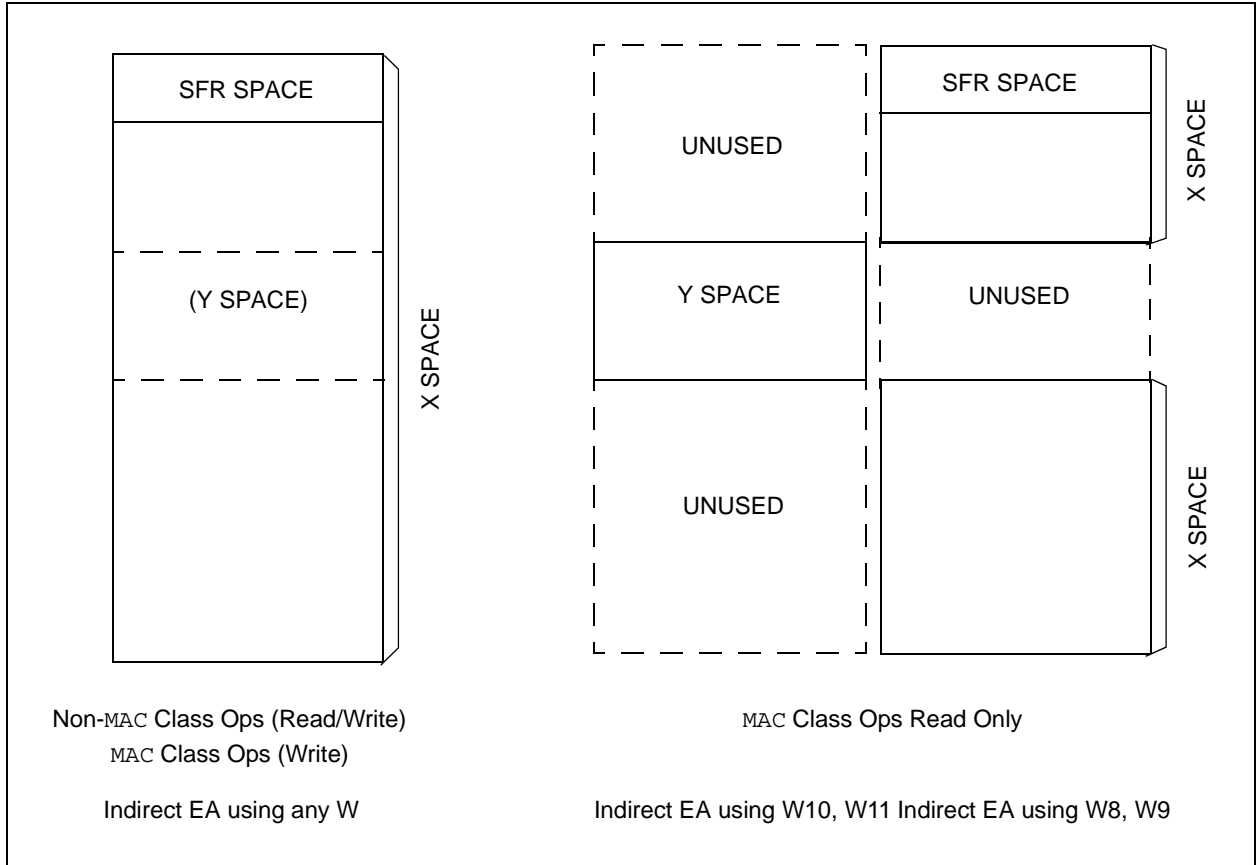 SFR SPACE
(Y SPACE)
X SPACE
Non-MAC Class Ops (Read/Write)
MAC Class Ops (Write)
Indirect EA using any W
UNUSED
Y SPACE
UNUSED
SFR SPACE
X SPACE
UNUSED
X SPACE
MAC Class Ops Read Only
Indirect EA using W10, W11 Indirect EA using W8, W9